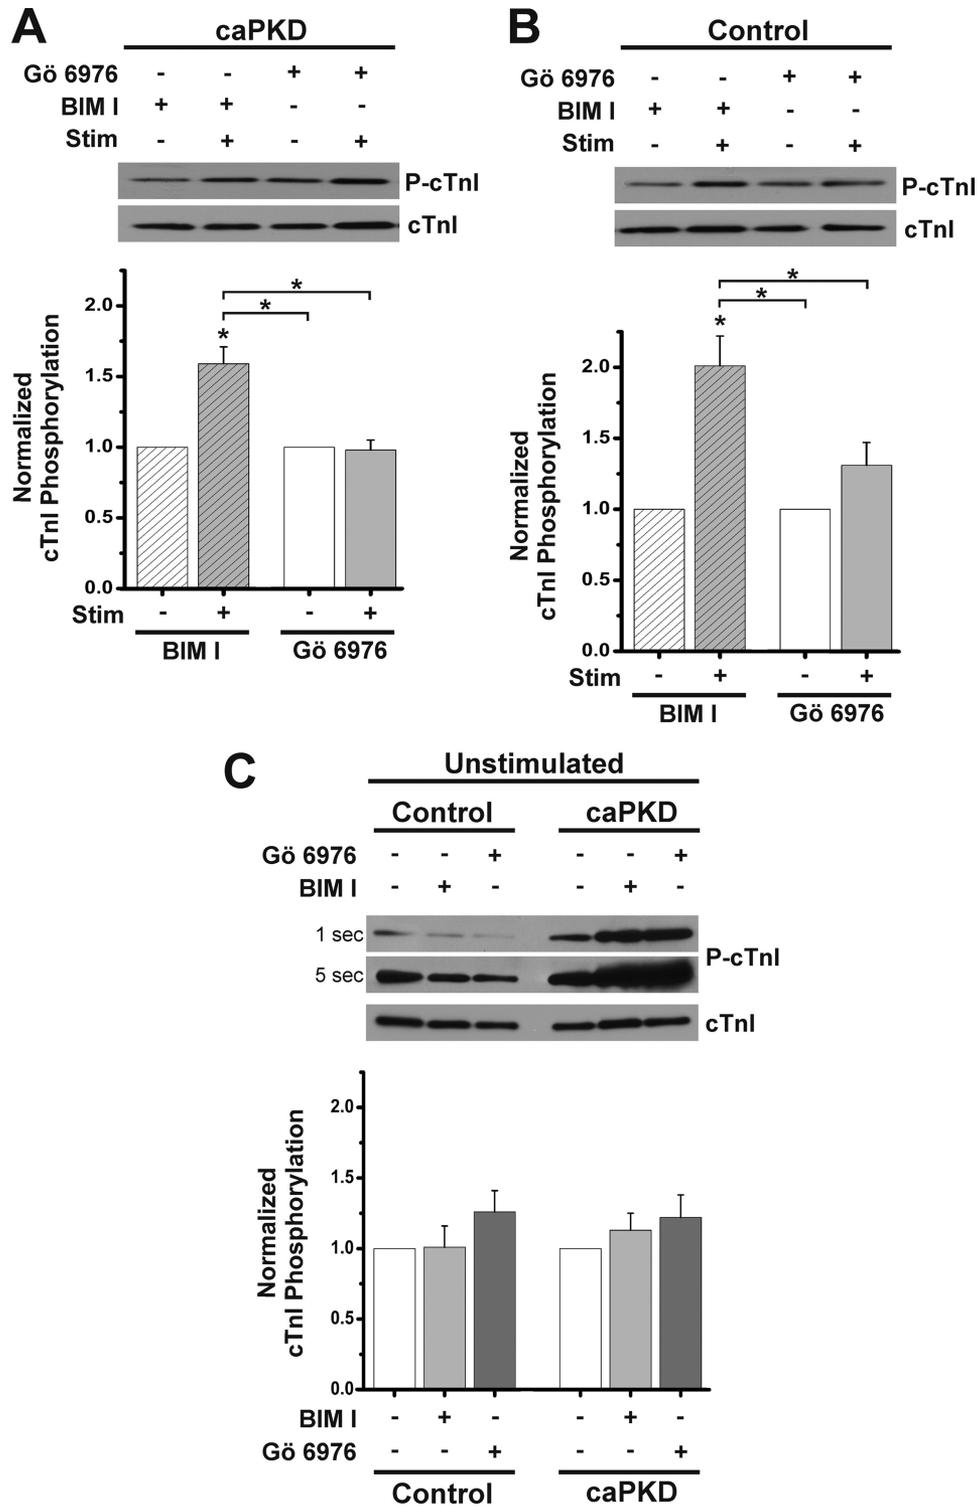 A
caPKD
Gö 6976 - - + +
BIM I + + - -
Stim - + - +
P-cTnI
cTnI
* *
*
2.0
1.5
1.0
0.5
0.0
Normalized
cTnI Phosphorylation
Stim - + - +
BIM I Gö 6976
B
Control
Gö 6976 - - + +
BIM I + + - -
Stim - + - +
P-cTnI
cTnI
* *
*
2.0
1.5
1.0
0.5
0.0
Normalized
cTnI Phosphorylation
Stim - + - +
BIM I Gö 6976
C
Unstimulated
Control caPKD
Gö 6976 - - + - - +
BIM I - + - - + -
1 sec
5 sec
P-cTnI
cTnI
2.0
1.5
1.0
0.5
0.0
Normalized
cTnI Phosphorylation
BIM I - + - - + -
Gö 6976 - - + - - +
Control caPKD